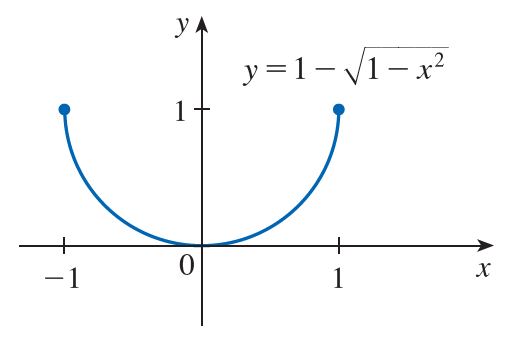 y
y = 1 − √(1 − x²)
1
−1
0
1
x